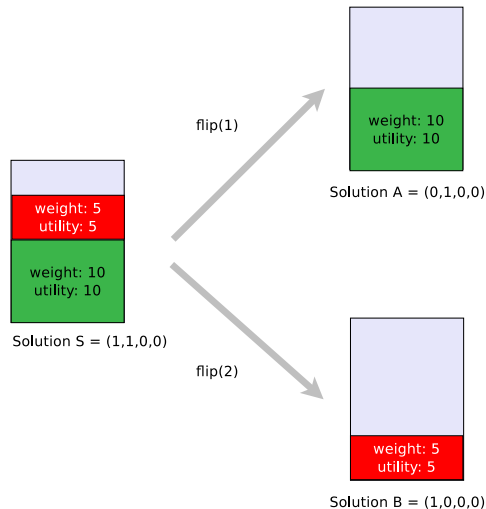 weight: 10
utility: 10
flip(1)
Solution A = (0,1,0,0)
weight: 5
utility: 5
weight: 10
utility: 10
Solution S = (1,1,0,0)
flip(2)
weight: 5
utility: 5
Solution B = (1,0,0,0)